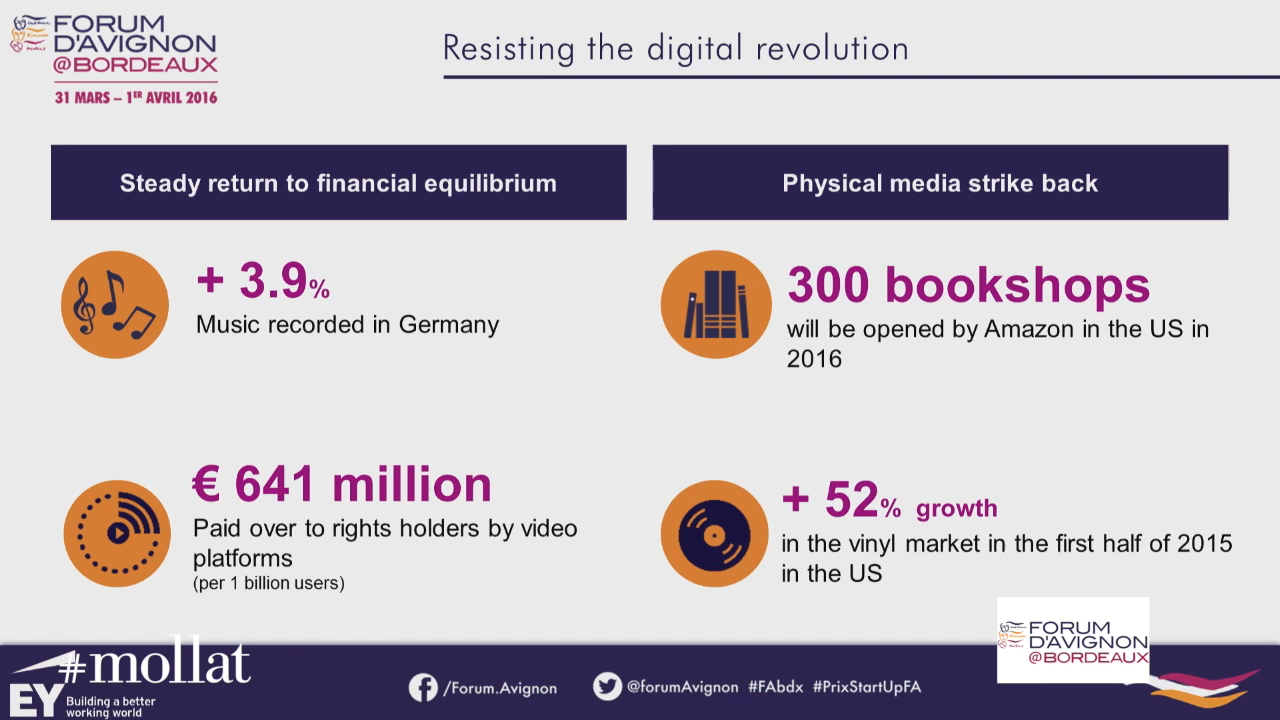 FORUM
D'AVIGNON
@BORDEAUX
31 MARS – 1ER AVRIL 2016
Resisting the digital revolution
Steady return to financial equilibrium
+ 3.9%
Music recorded in Germany
€ 641 million
Paid over to rights holders by video
platforms
(per 1 billion users)
Physical media strike back
300 bookshops
will be opened by Amazon in the US in
2016
+ 52% growth
in the vinyl market in the first half of 2015
in the US
#mollat
EY
Building a better
working world
/Forum.Avignon
@forumAvignon #FAbdx #PrixStartUpFA
FORUM
D'AVIGNON
@BORDEAUX